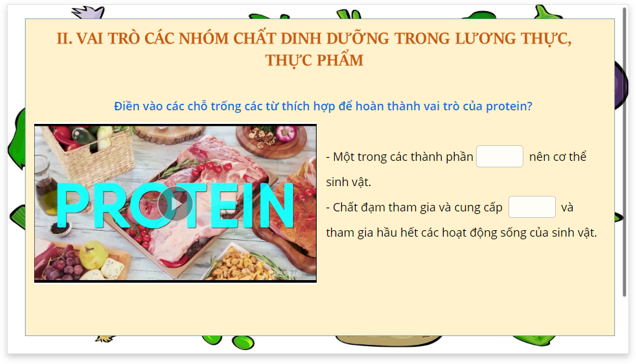 II. VAI TRÒ CÁC NHÓM CHẤT DINH DƯỠNG TRONG LƯƠNG THỰC,
THỰC PHẨM
Điền vào các chỗ trống các từ thích hợp để hoàn thành vai trò của protein?
PROTEIN
- Một trong các thành phần nên cơ thể
sinh vật.
- Chất đạm tham gia và cung cấp và
tham gia hầu hết các hoạt động sống của sinh vật.